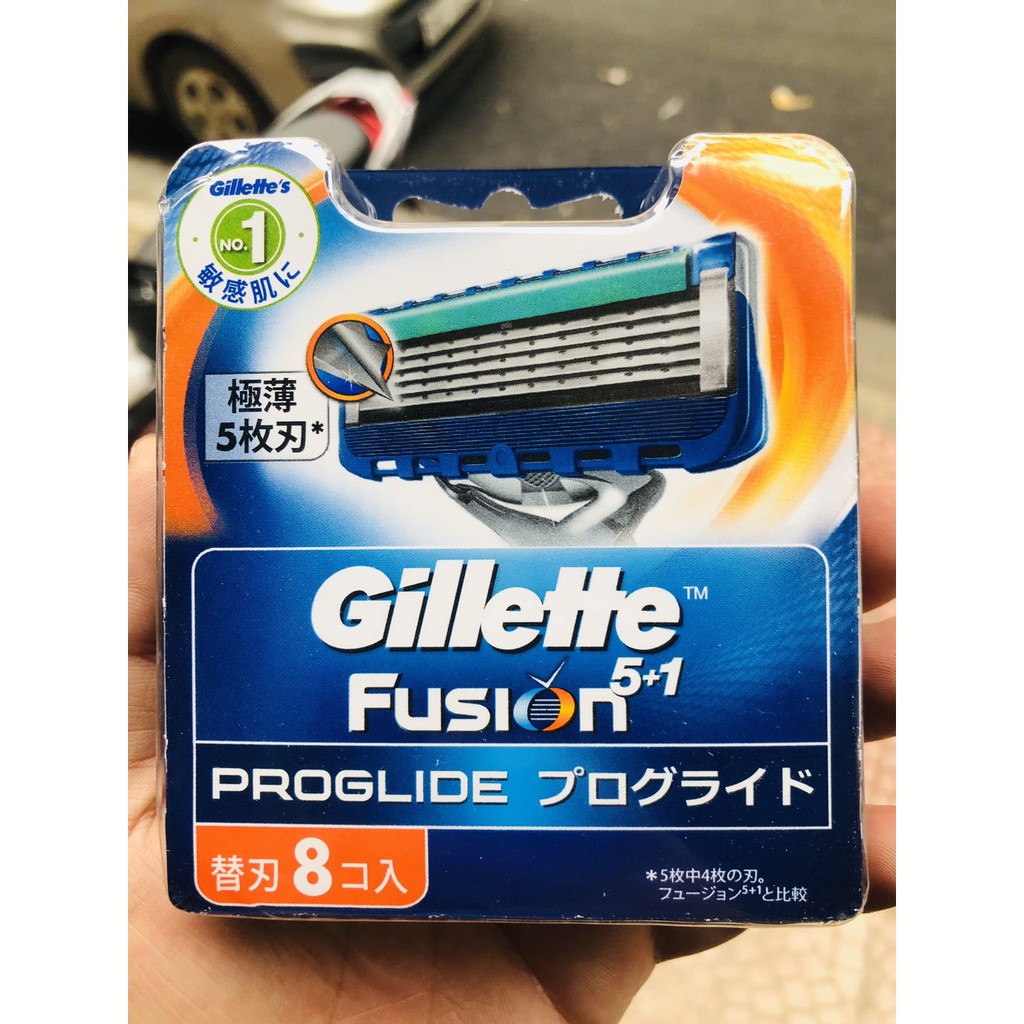 Gillette's
NO.1
敏感肌に
極薄
5枚刃*
Gillette™
Fusion5+1
PROGLIDE プログライド
替刃8コ入
*5枚中4枚の刃。
フュージョン5+1と比較